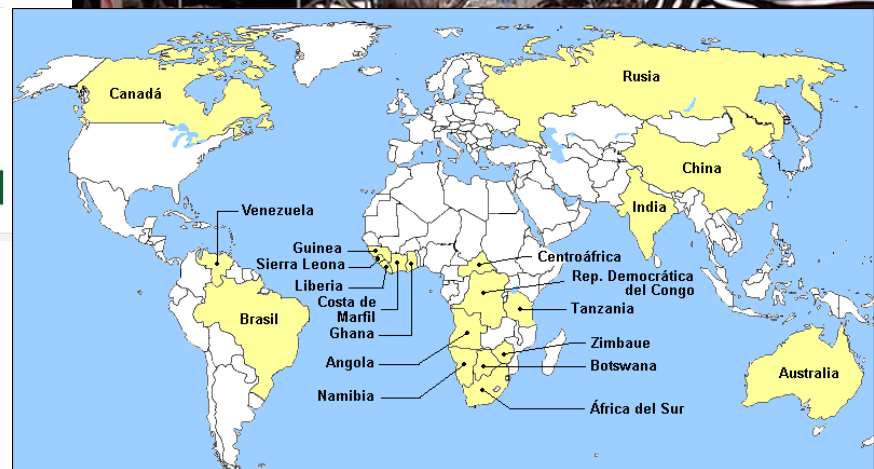 Canadá
Rusia
China
India
Venezuela
Guinea
Sierra Leona
Liberia
Costa de
Marfil
Ghana
Centroáfrica
Rep. Democrática
del Congo
Tanzania
Brasil
Angola
Zimbaue
Botswana
Namibia
África del Sur
Australia